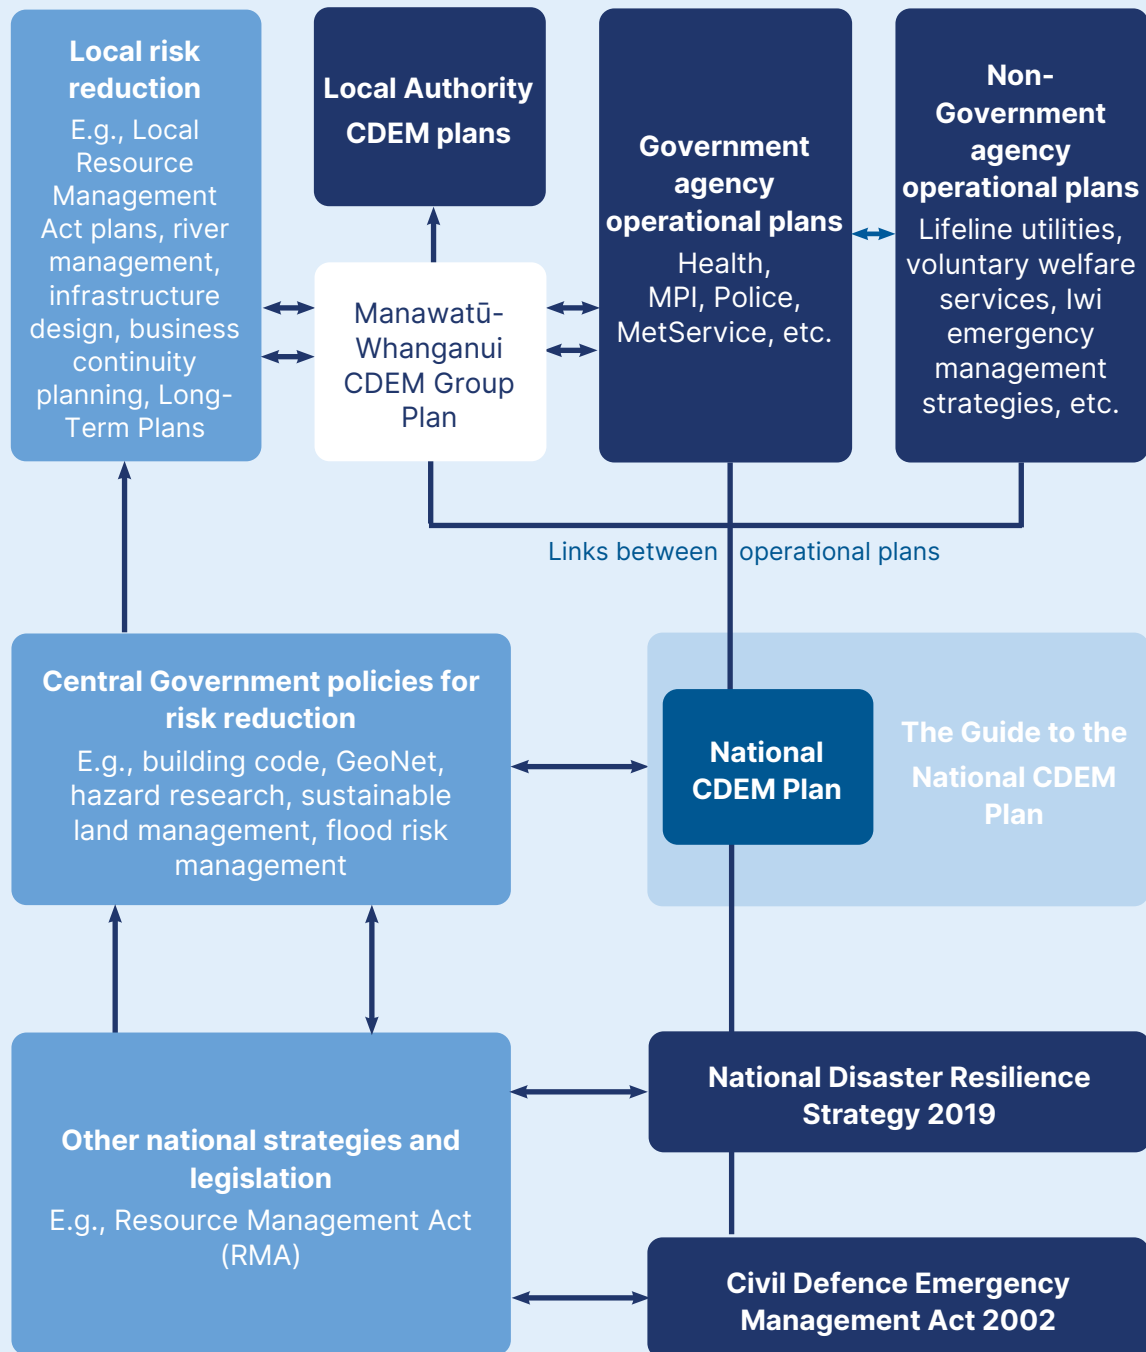 Local risk
reduction
E.g., Local
Resource
Management
Act plans, river
management,
infrastructure
design, business
continuity
planning, Long-
Term Plans
Local Authority
CDEM plans
Manawatū-
Whanganui
CDEM Group
Plan
Government
agency
operational plans
Health,
MPI, Police,
MetService, etc.
Non-
Government
agency
operational plans
Lifeline utilities,
voluntary welfare
services, Iwi
emergency
management
strategies, etc.
Links between operational plans
Central Government policies for
risk reduction
E.g., building code, GeoNet,
hazard research, sustainable
land management, flood risk
management
National
CDEM Plan
The Guide to the
National CDEM
Plan
Other national strategies and
legislation
E.g., Resource Management Act
(RMA)
National Disaster Resilience
Strategy 2019
Civil Defence Emergency
Management Act 2002